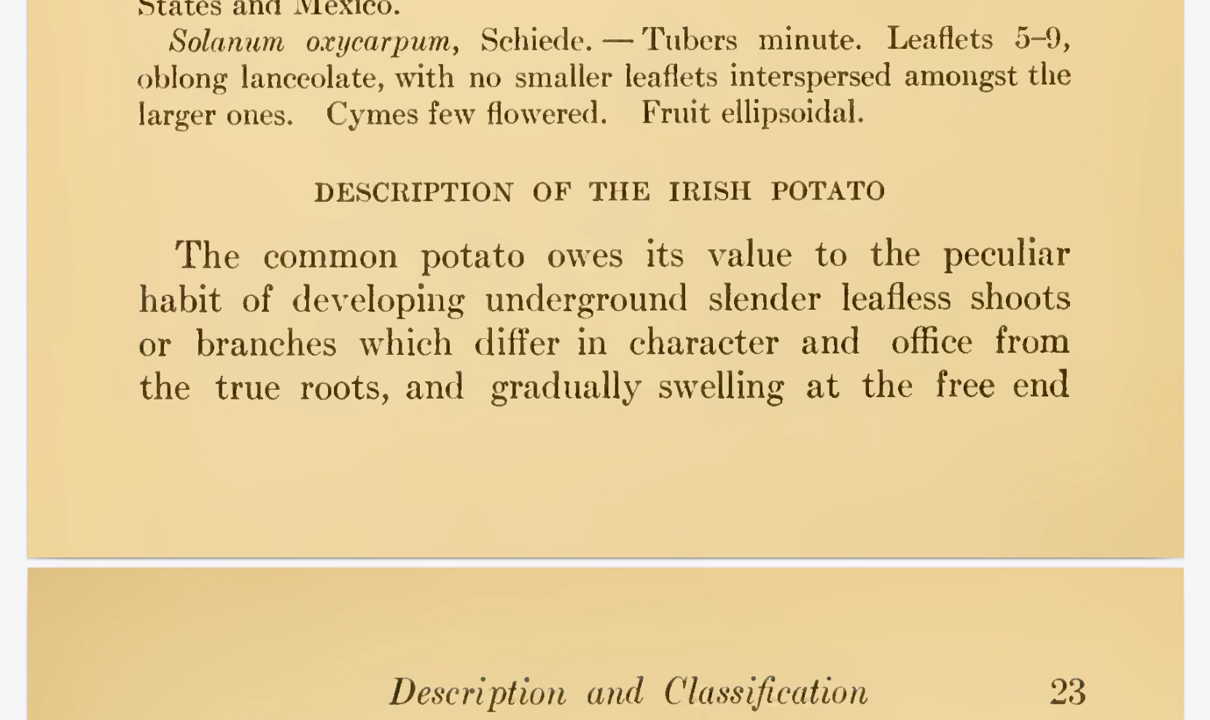 States and Mexico.
Solanum oxycarpum, Schiede. — Tubers minute. Leaflets 5–9,
oblong lanceolate, with no smaller leaflets interspersed amongst the
larger ones. Cymes few flowered. Fruit ellipsoidal.
DESCRIPTION OF THE IRISH POTATO
The common potato owes its value to the peculiar
habit of developing underground slender leafless shoots
or branches which differ in character and office from
the true roots, and gradually swelling at the free end
Description and Classification 23